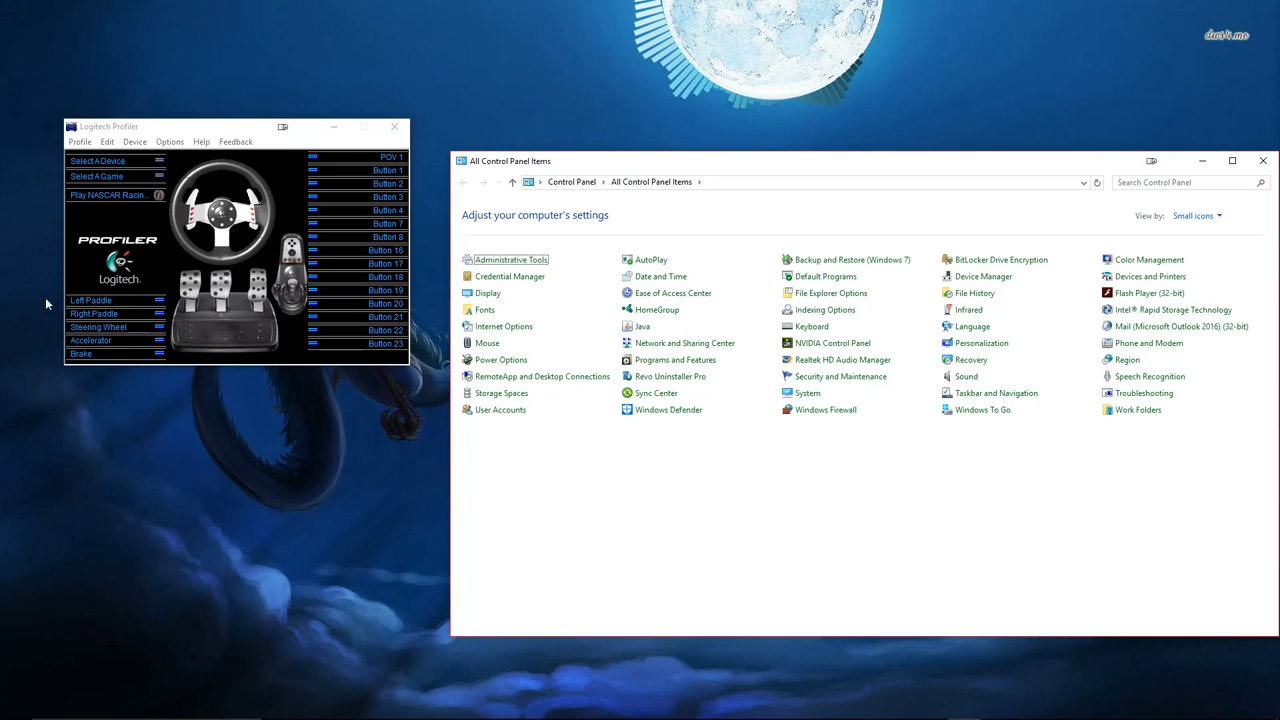 dws4.me
Logitech Profiler
Profile Edit Device Options Help Feedback
Select A Device
Select A Game
Play NASCAR Racin...
PROFILER
Logitech
Left Paddle
Right Paddle
Steering Wheel
Accelerator
Brake
POV 1
Button 1
Button 2
Button 3
Button 4
Button 7
Button 8
Button 16
Button 17
Button 18
Button 19
Button 20
Button 21
Button 22
Button 23
All Control Panel Items
Control Panel All Control Panel Items Search Control Panel
Adjust your computer's settings View by: Small icons
Administrative Tools AutoPlay Backup and Restore (Windows 7) BitLocker Drive Encryption Color Management
Credential Manager Date and Time Default Programs Device Manager Devices and Printers
Display Ease of Access Center File Explorer Options File History Flash Player (32-bit)
Fonts HomeGroup Indexing Options Infrared Intel® Rapid Storage Technology
Internet Options Java Keyboard Language Mail (Microsoft Outlook 2016) (32-bit)
Mouse Network and Sharing Center NVIDIA Control Panel Personalization Phone and Modem
Power Options Programs and Features Realtek HD Audio Manager Recovery Region
RemoteApp and Desktop Connections Revo Uninstaller Pro Security and Maintenance Sound Speech Recognition
Storage Spaces Sync Center System Taskbar and Navigation Troubleshooting
User Accounts Windows Defender Windows Firewall Windows To Go Work Folders